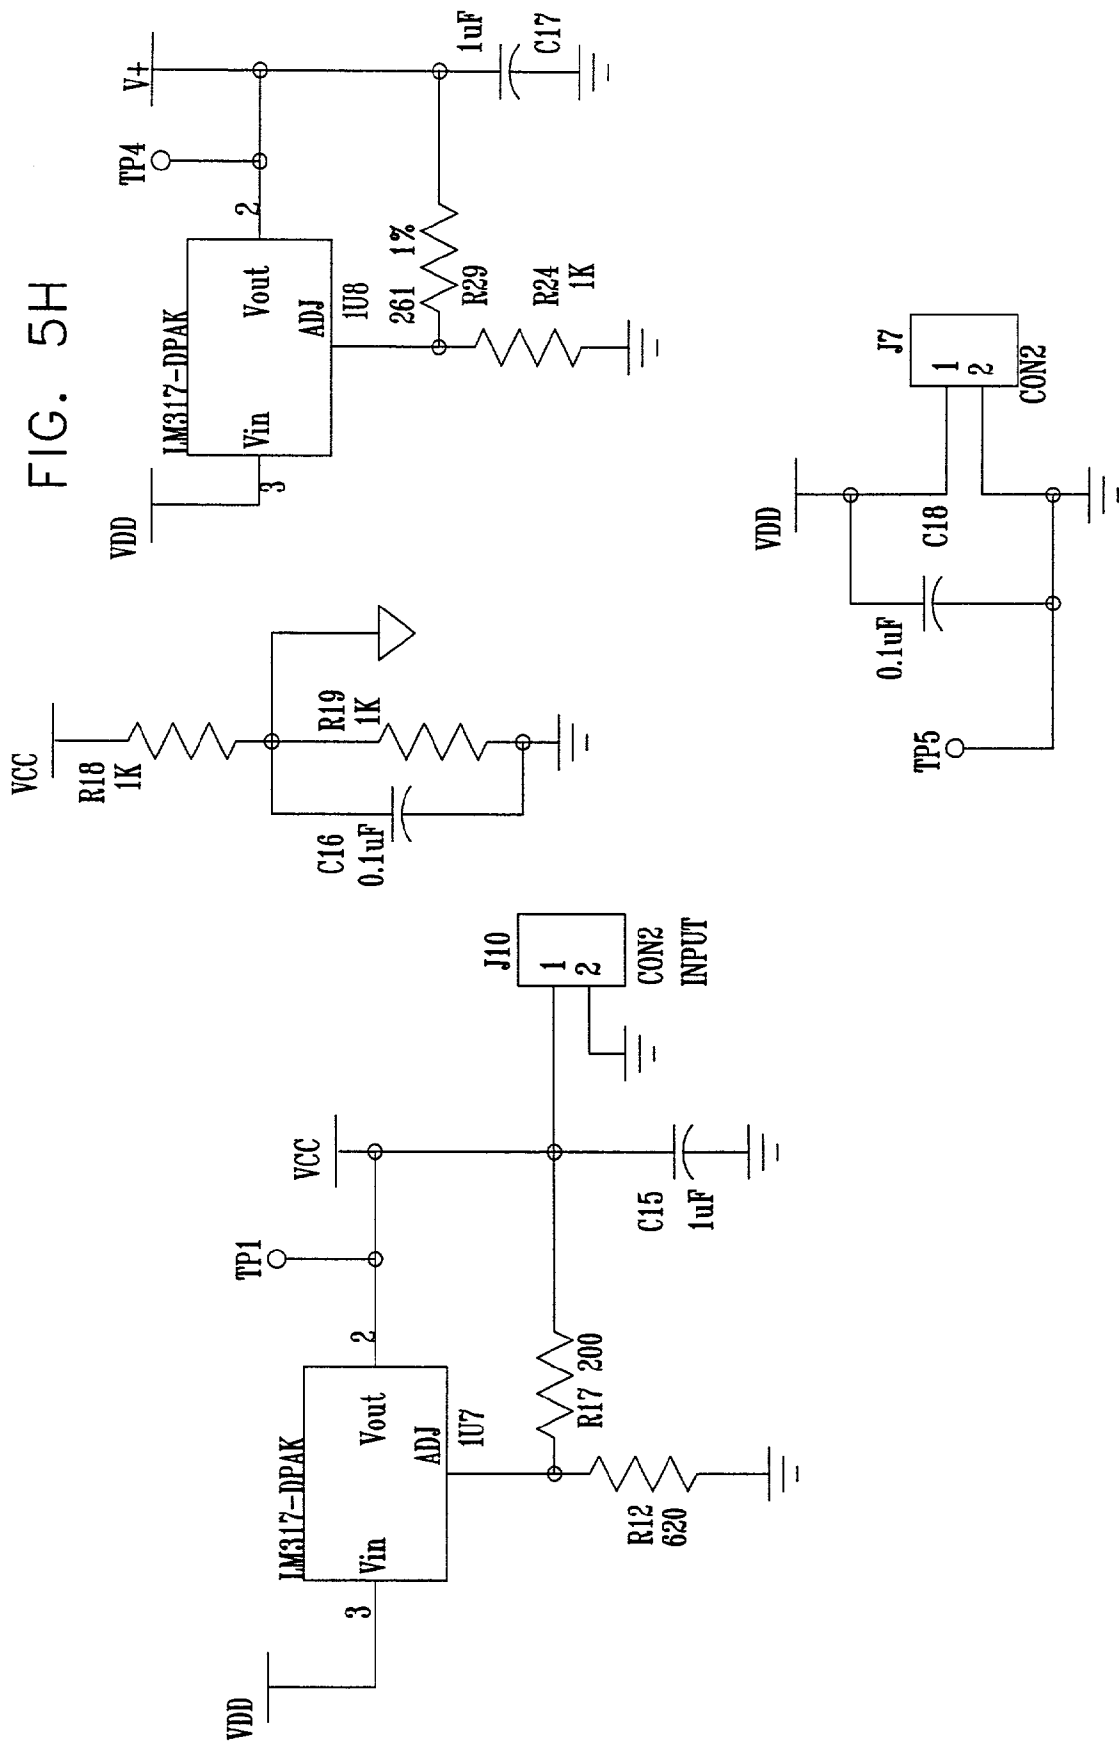 FIG. 5H
VDD
3
LM317-DPAK
Vin
Vout
ADJ
1U8
2
TP4
V+
261 1%
R29
R24
1K
1uF
C17
VCC
R18
1K
R19
1K
C16
0.1uF
VDD
3
LM317-DPAK
Vin
Vout
ADJ
1U7
2
TP1
VCC
R17 200
R12
620
C15
1uF
J10
1
2
CON2
INPUT
TP5
0.1uF
C18
VDD
J7
1
2
CON2